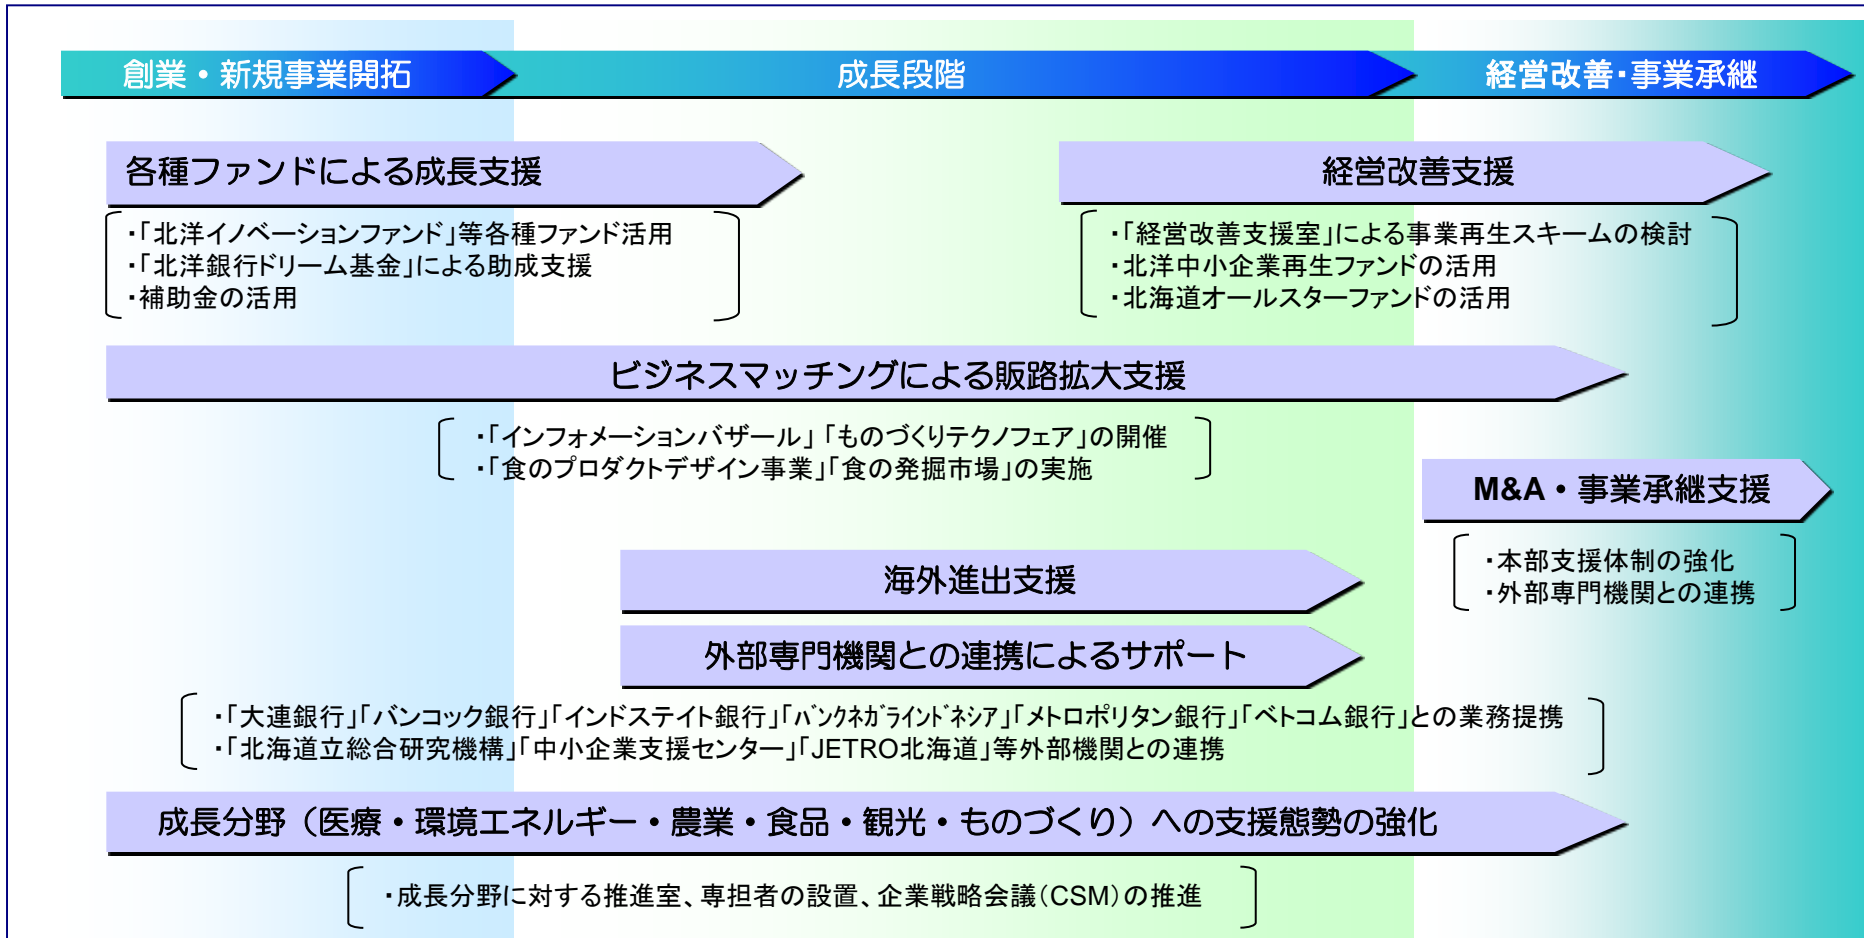 創業・新規事業開拓
成長段階
経営改善・事業承継
各種ファンドによる成長支援
・「北洋イノベーションファンド」等各種ファンド活用
・「北洋銀行ドリーム基金」による助成支援
・補助金の活用
経営改善支援
・「経営改善支援室」による事業再生スキームの検討
・北洋中小企業再生ファンドの活用
・北海道オールスターファンドの活用
ビジネスマッチングによる販路拡大支援
・「インフォメーションバザール」「ものづくりテクノフェア」の開催
・「食のプロダクトデザイン事業」「食の発掘市場」の実施
M&A・事業承継支援
・本部支援体制の強化
・外部専門機関との連携
海外進出支援
外部専門機関との連携によるサポート
・「大連銀行」「バンコック銀行」「インドステイト銀行」「ﾊﾞﾝｸﾈｶﾞﾗｲﾝﾄﾞﾈｼｱ」「メトロポリタン銀行」「ベトコム銀行」との業務提携
・「北海道立総合研究機構」「中小企業支援センター」「JETRO北海道」等外部機関との連携
成長分野（医療・環境エネルギー・農業・食品・観光・ものづくり）への支援態勢の強化
・成長分野に対する推進室、専担者の設置、企業戦略会議（CSM）の推進